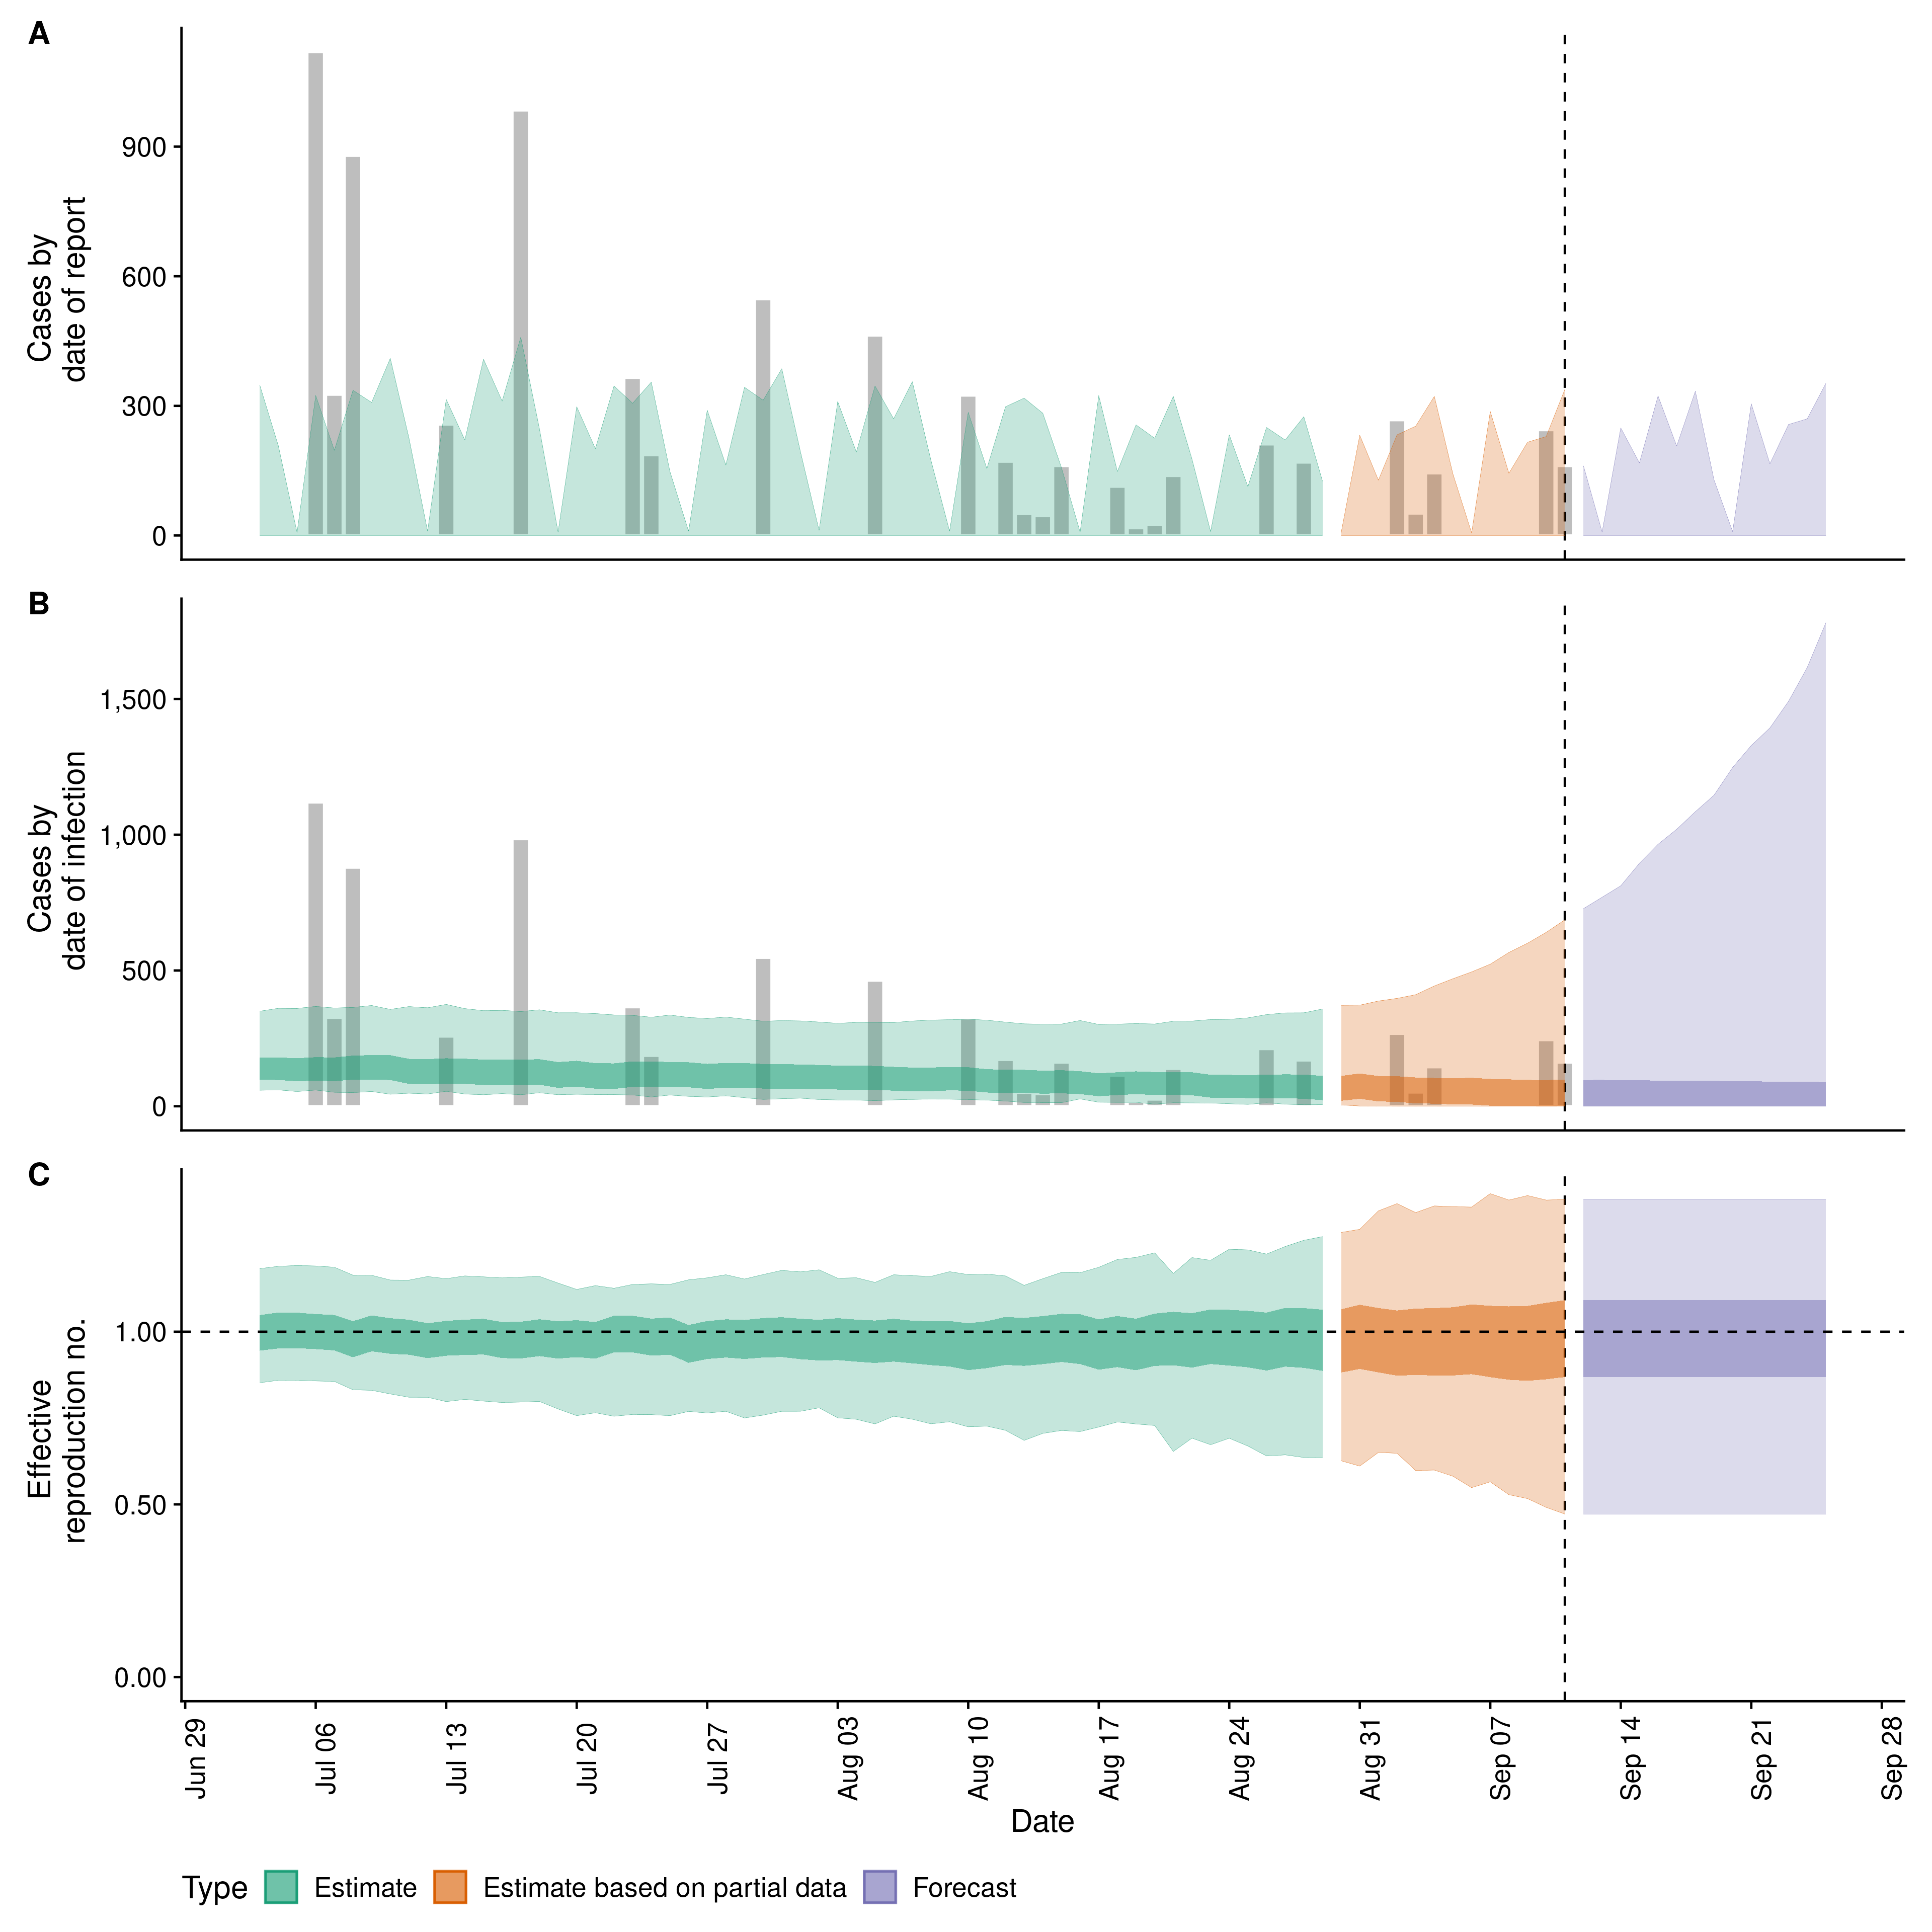 A
Cases by
date of report
900
600
300
0
B
Cases by
date of infection
1,500
1,000
500
0
C
Effective
reproduction no.
1.00
0.50
0.00
Jun 29
Jul 06
Jul 13
Jul 20
Jul 27
Aug 03
Aug 10
Aug 17
Aug 24
Aug 31
Sep 07
Sep 14
Sep 21
Sep 28
Date
Type Estimate Estimate based on partial data Forecast